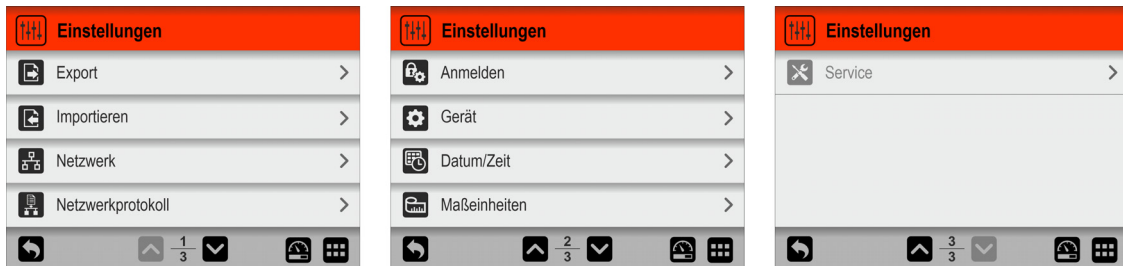 Einstellungen
Export
Importieren
Netzwerk
Netzwerkprotokoll
1
3
Einstellungen
Anmelden
Gerät
Datum/Zeit
Maßeinheiten
2
3
Einstellungen
Service
3
3